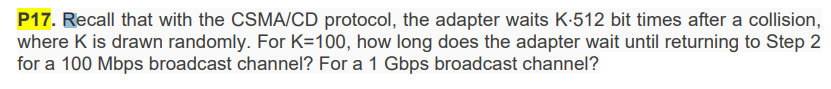 P17. Recall that with the CSMA/CD protocol, the adapter waits K·512 bit times after a collision,
where K is drawn randomly. For K=100, how long does the adapter wait until returning to Step 2
for a 100 Mbps broadcast channel? For a 1 Gbps broadcast channel?